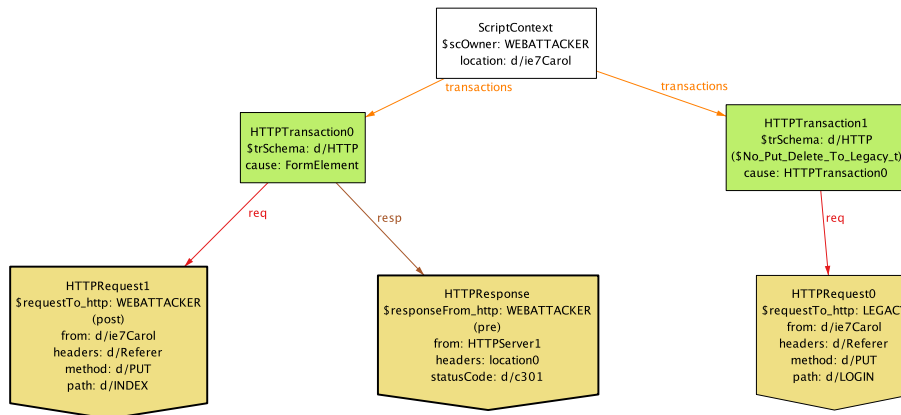 ScriptContext
$scOwner: WEBATTACKER
location: d/ie7Carol
transactions
transactions
HTTPTransaction0
$trSchema: d/HTTP
cause: FormElement
HTTPTransaction1
$trSchema: d/HTTP
($No_Put_Delete_To_Legacy_t)
cause: HTTPTransaction0
req
resp
req
HTTPRequest1
$requestTo_http: WEBATTACKER
(post)
from: d/ie7Carol
headers: d/Referer
method: d/PUT
path: d/INDEX
HTTPResponse
$responseFrom_http: WEBATTACKER
(pre)
from: HTTPServer1
headers: location0
statusCode: d/c301
HTTPRequest0
$requestTo_http: LEGACY
from: d/ie7Carol
headers: d/Referer
method: d/PUT
path: d/LOGIN